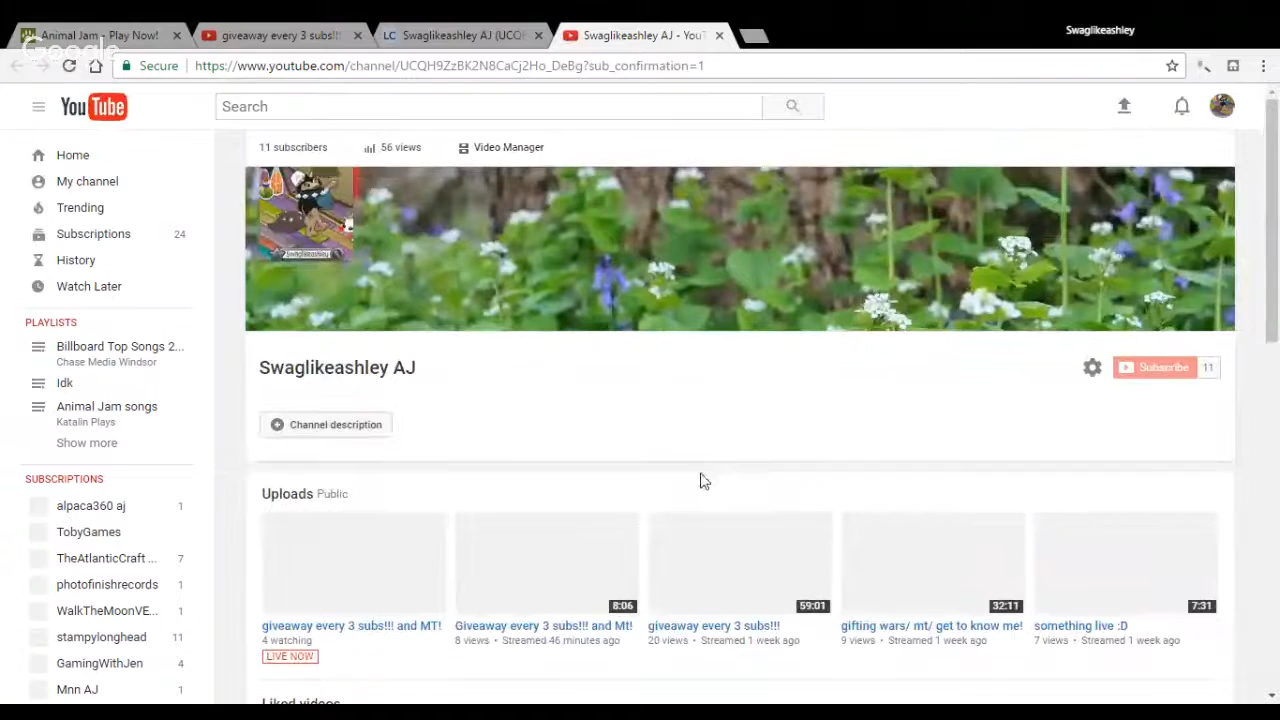 Swaglikeashley
Animal Jam - Play Now!
giveaway every 3 subs!!
Swaglikeashley AJ (UCQH
Swaglikeashley AJ - YouT
Google
Secure
https://www.youtube.com/channel/UCQH9ZzBK2N8CaCj2Ho_DeBg?sub_confirmation=1
YouTube
Search
11 subscribers
56 views
Video Manager
Home
My channel
Trending
Subscriptions 24
History
Watch Later
PLAYLISTS
Billboard Top Songs 2...
Chase Media Windsor
Idk
Animal Jam songs
Katalin Plays
Show more
SUBSCRIPTIONS
alpaca360 aj 1
TobyGames
TheAtlanticCraft ... 7
photofinishrecords 1
WalkTheMoonVE... 1
stampylonghead 11
GamingWithJen 4
Mnn AJ 1
Swaglikeashley
Swaglikeashley AJ
Subscribe 11
Channel description
Uploads Public
8:06
59:01
32:11
7:31
giveaway every 3 subs!!! and MT!
4 watching
LIVE NOW
Giveaway every 3 subs!!! and Mt!
8 views • Streamed 46 minutes ago
giveaway every 3 subs!!!
20 views • Streamed 1 week ago
gifting wars/ mt/ get to know me!
9 views • Streamed 1 week ago
something live :D
7 views • Streamed 1 week ago
Liked videos